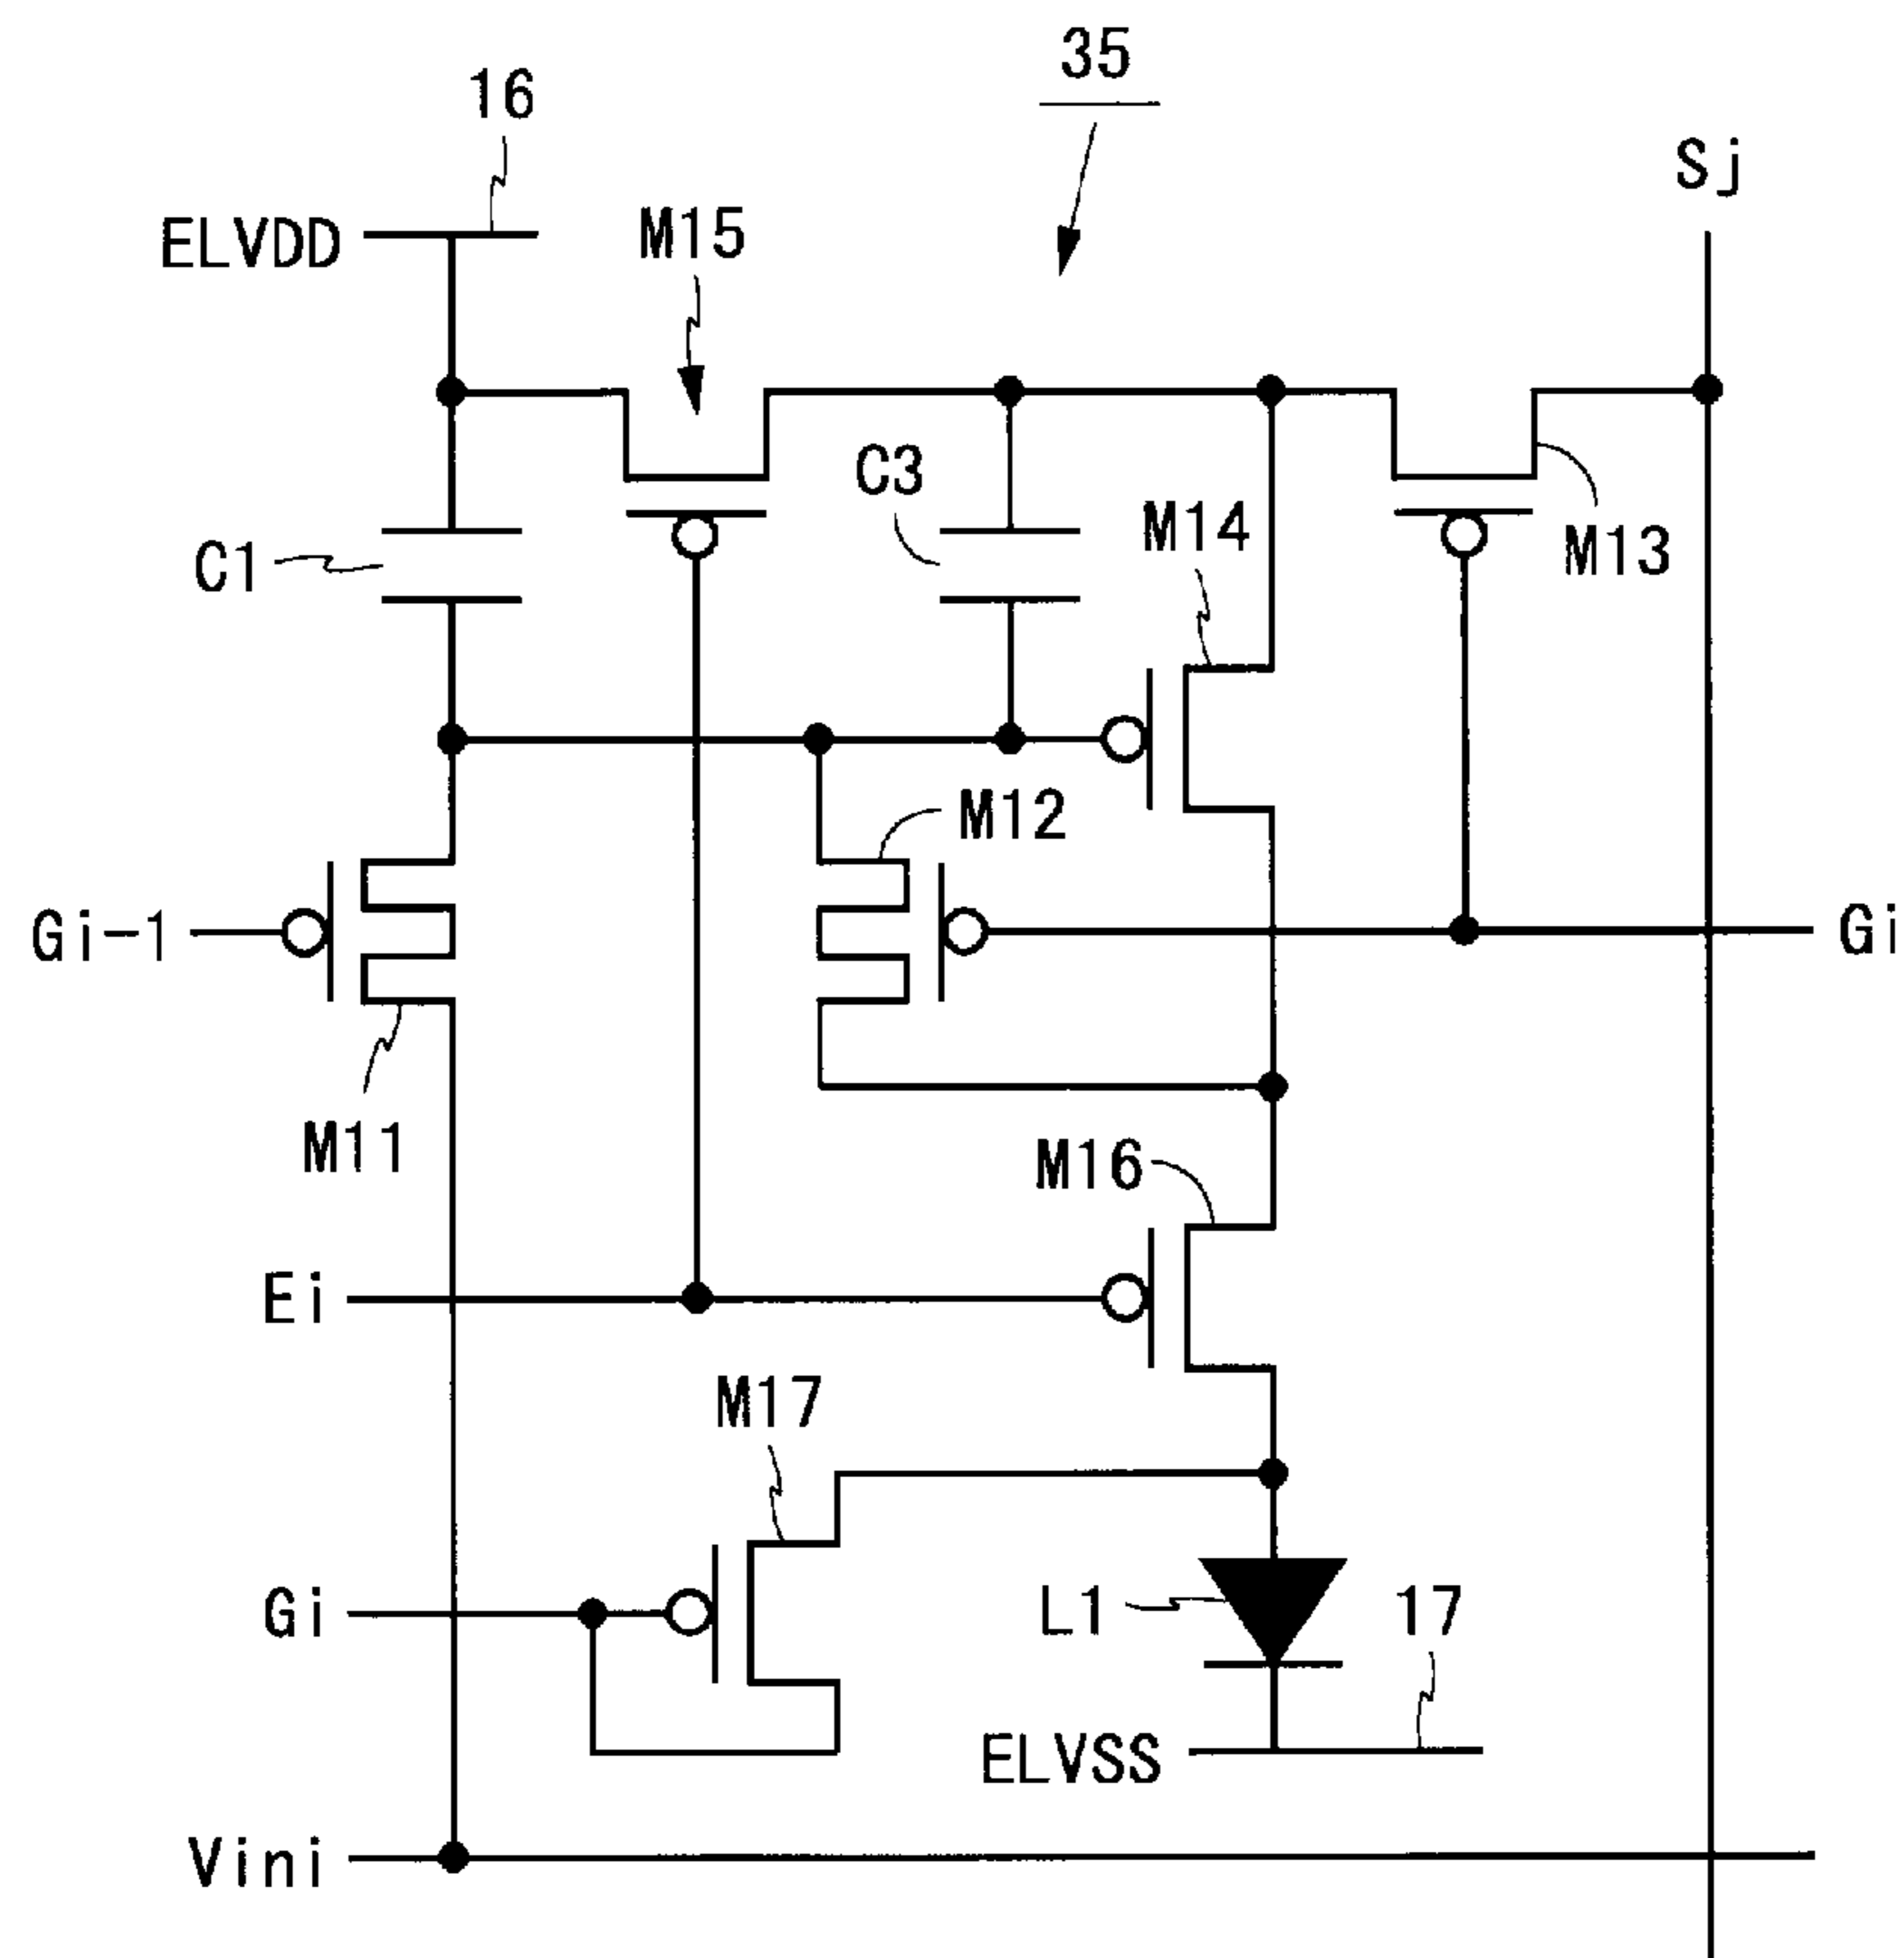 35
16
Sj
ELVDD
M15
C3
M14
M13
C1
M12
Gi-1
Gi
M11
M16
Ei
M17
Gi
L1
17
ELVSS
Vini